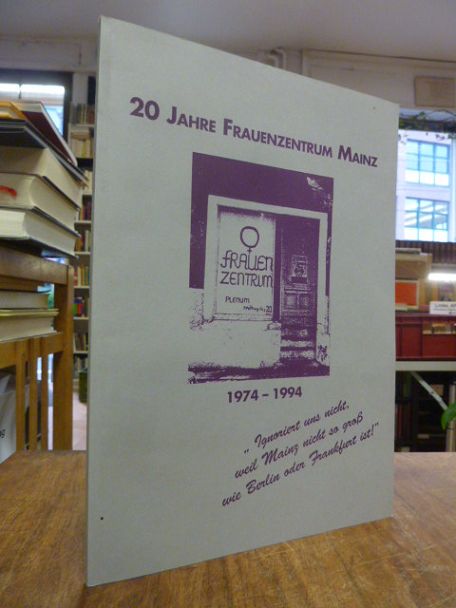 20 JAHRE FRAUENZENTRUM MAINZ
FRAUEN
ZENTRUM
PLENUM
20
1974 – 1994
„Ignoriert uns nicht,
weil Mainz nicht so groß
wie Berlin oder Frankfurt ist!"